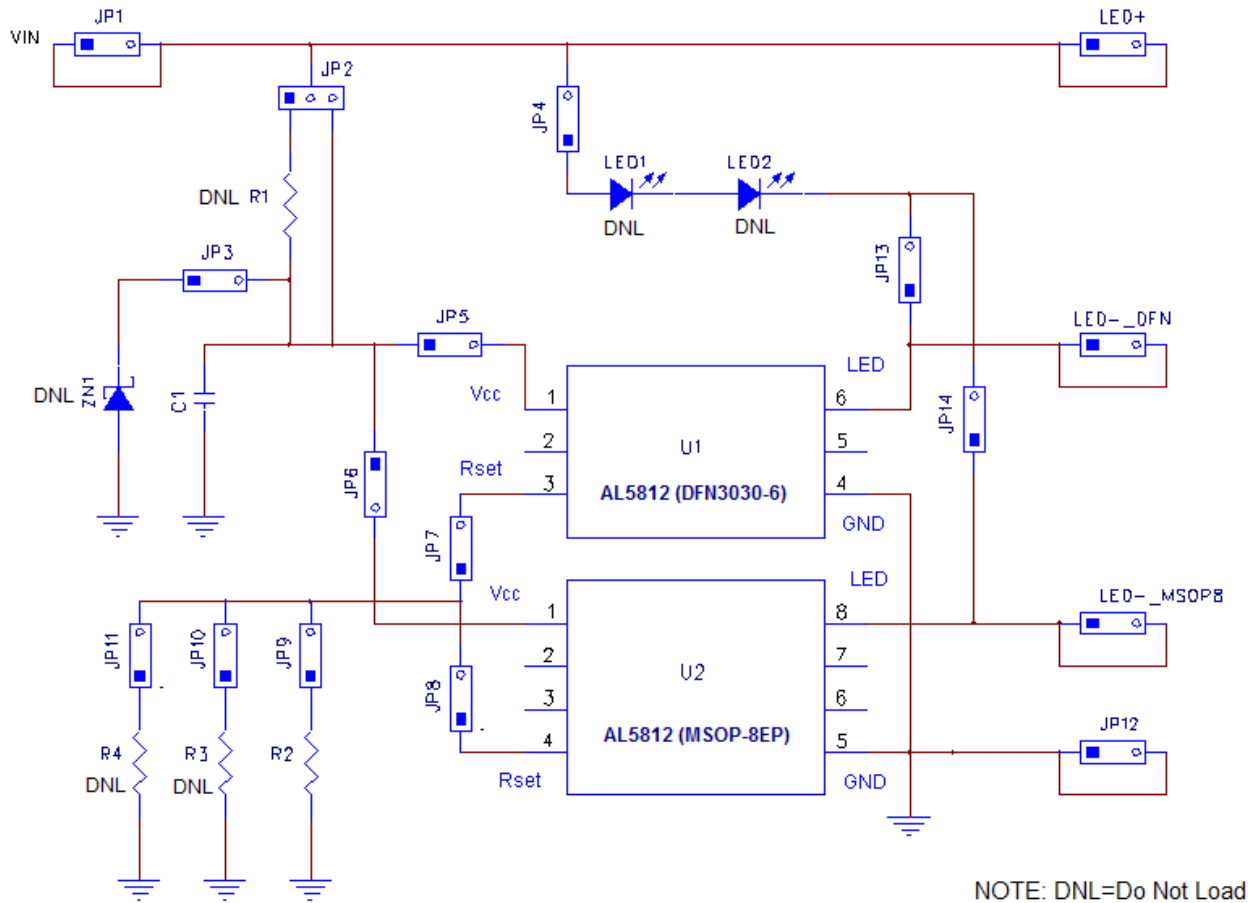 JP1
LED+
VIN
JP2
JP4
LED1
LED2
DNL R1
DNL
DNL
JP3
JP13
JP5
LED-_DFN
LED
DNL
ZN1
C1
Vcc
1
6
JP14
U1
2
5
JP6
Rset
3
AL5812 (DFN3030-6)
4
GND
JP7
LED
Vcc
LED-_MSOP8
1
8
JP11
JP10
JP9
2
7
U2
JP8
3
6
JP12
R4
R3
R2
4
AL5812 (MSOP-8EP)
5
DNL
DNL
Rset
GND
NOTE: DNL=Do Not Load